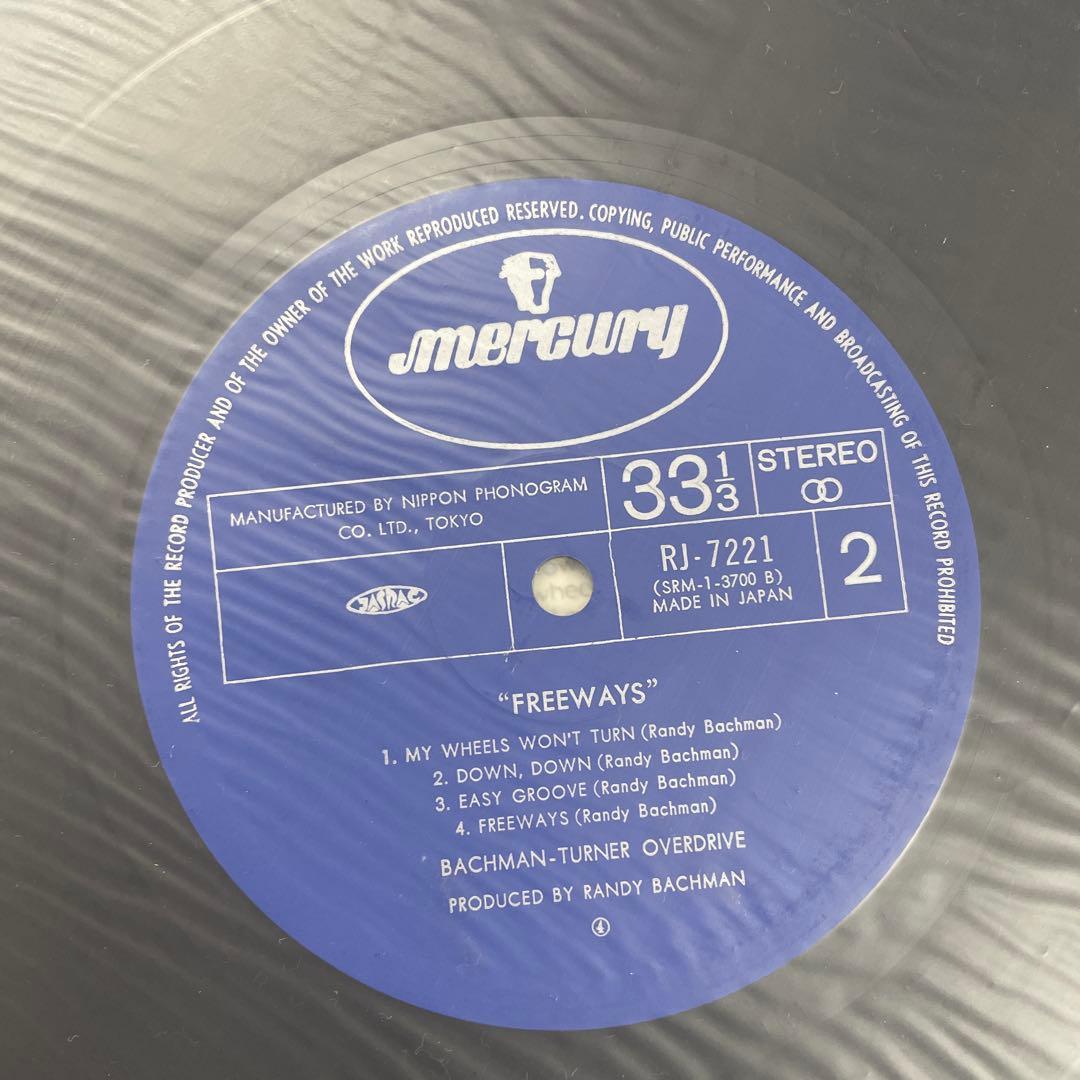 ALL RIGHTS OF THE RECORD PRODUCER AND OF THE OWNER OF THE WORK REPRODUCED RESERVED. COPYING, PUBLIC PERFORMANCE AND BROADCASTING OF THIS RECORD PROHIBITED
mercury
MANUFACTURED BY NIPPON PHONOGRAM
CO. LTD., TOKYO
33 1/3
STEREO
JASRAC
RJ-7221
(SRM-1-3700 B)
MADE IN JAPAN
2
“FREEWAYS”
1. MY WHEELS WON'T TURN (Randy Bachman)
2. DOWN, DOWN (Randy Bachman)
3. EASY GROOVE (Randy Bachman)
4. FREEWAYS (Randy Bachman)
BACHMAN-TURNER OVERDRIVE
PRODUCED BY RANDY BACHMAN
④